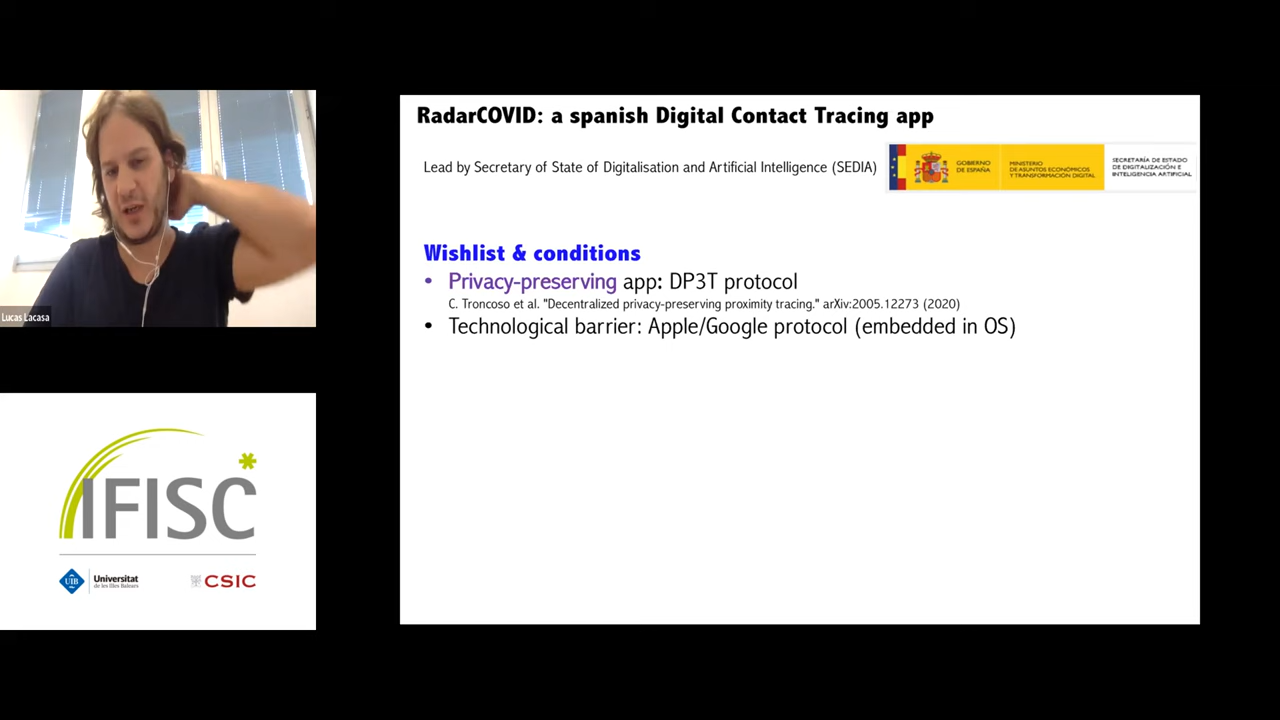 Lucas Lacasa
IFISC
UIB
Universitat
de les Illes Balears
CSIC
RadarCOVID: a spanish Digital Contact Tracing app
Lead by Secretary of State of Digitalisation and Artificial Intelligence (SEDIA)
GOBIERNO
DE ESPAÑA
MINISTERIO
DE ASUNTOS ECONÓMICOS
Y TRANSFORMACIÓN DIGITAL
SECRETARÍA DE ESTADO
DE DIGITALIZACIÓN E
INTELIGENCIA ARTIFICIAL
Wishlist & conditions
• Privacy-preserving app: DP3T protocol
C. Troncoso et al. "Decentralized privacy-preserving proximity tracing." arXiv:2005.12273 (2020)
• Technological barrier: Apple/Google protocol (embedded in OS)